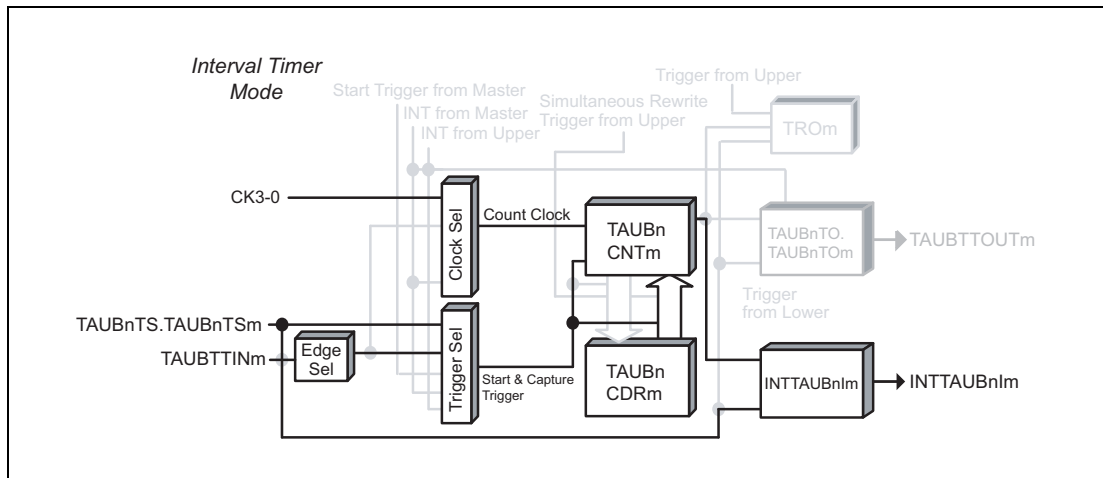 Interval Timer
Mode
Trigger from Upper
Start Trigger from Master
INT from Master
INT from Upper
Simultaneous Rewrite
Trigger from Upper
TROm
CK3-0
Clock Sel
Count Clock
TAUBn
CNTm
TAUBnTO.
TAUBnTOm
TAUBTTOUTm
Trigger
from Lower
TAUBnTS.TAUBnTSm
TAUBTTINm
Edge
Sel
Trigger Sel
Start & Capture
Trigger
TAUBn
CDRm
INTTAUBnIm
INTTAUBnIm